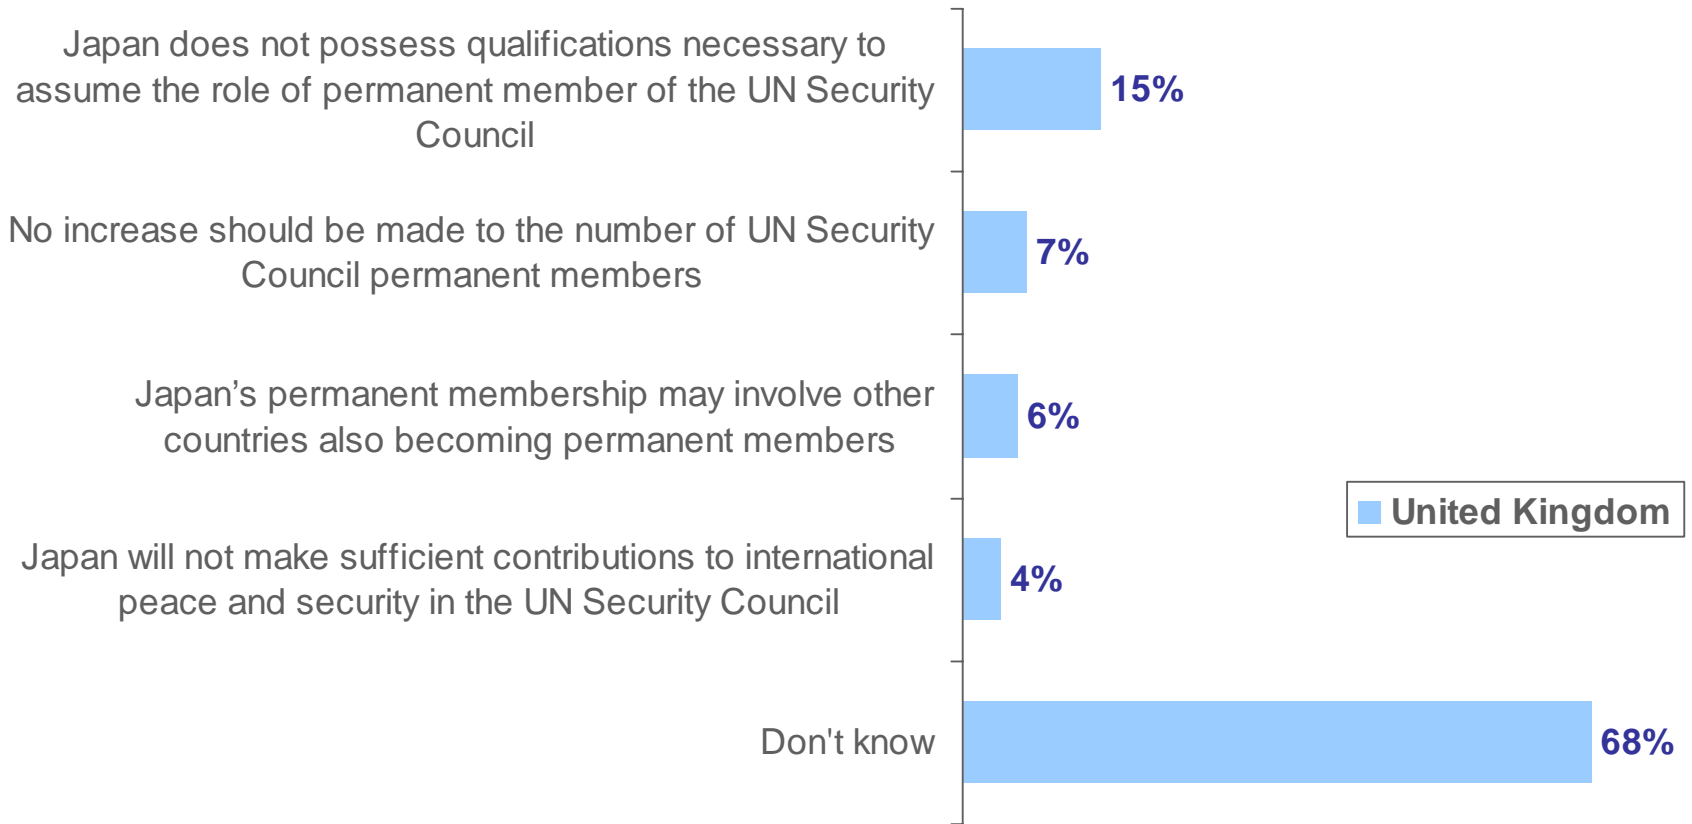 Japan does not possess qualifications necessary to
assume the role of permanent member of the UN Security
Council
15%
No increase should be made to the number of UN Security
Council permanent members
7%
Japan’s permanent membership may involve other
countries also becoming permanent members
6%
United Kingdom
Japan will not make sufficient contributions to international
peace and security in the UN Security Council
4%
Don't know
68%